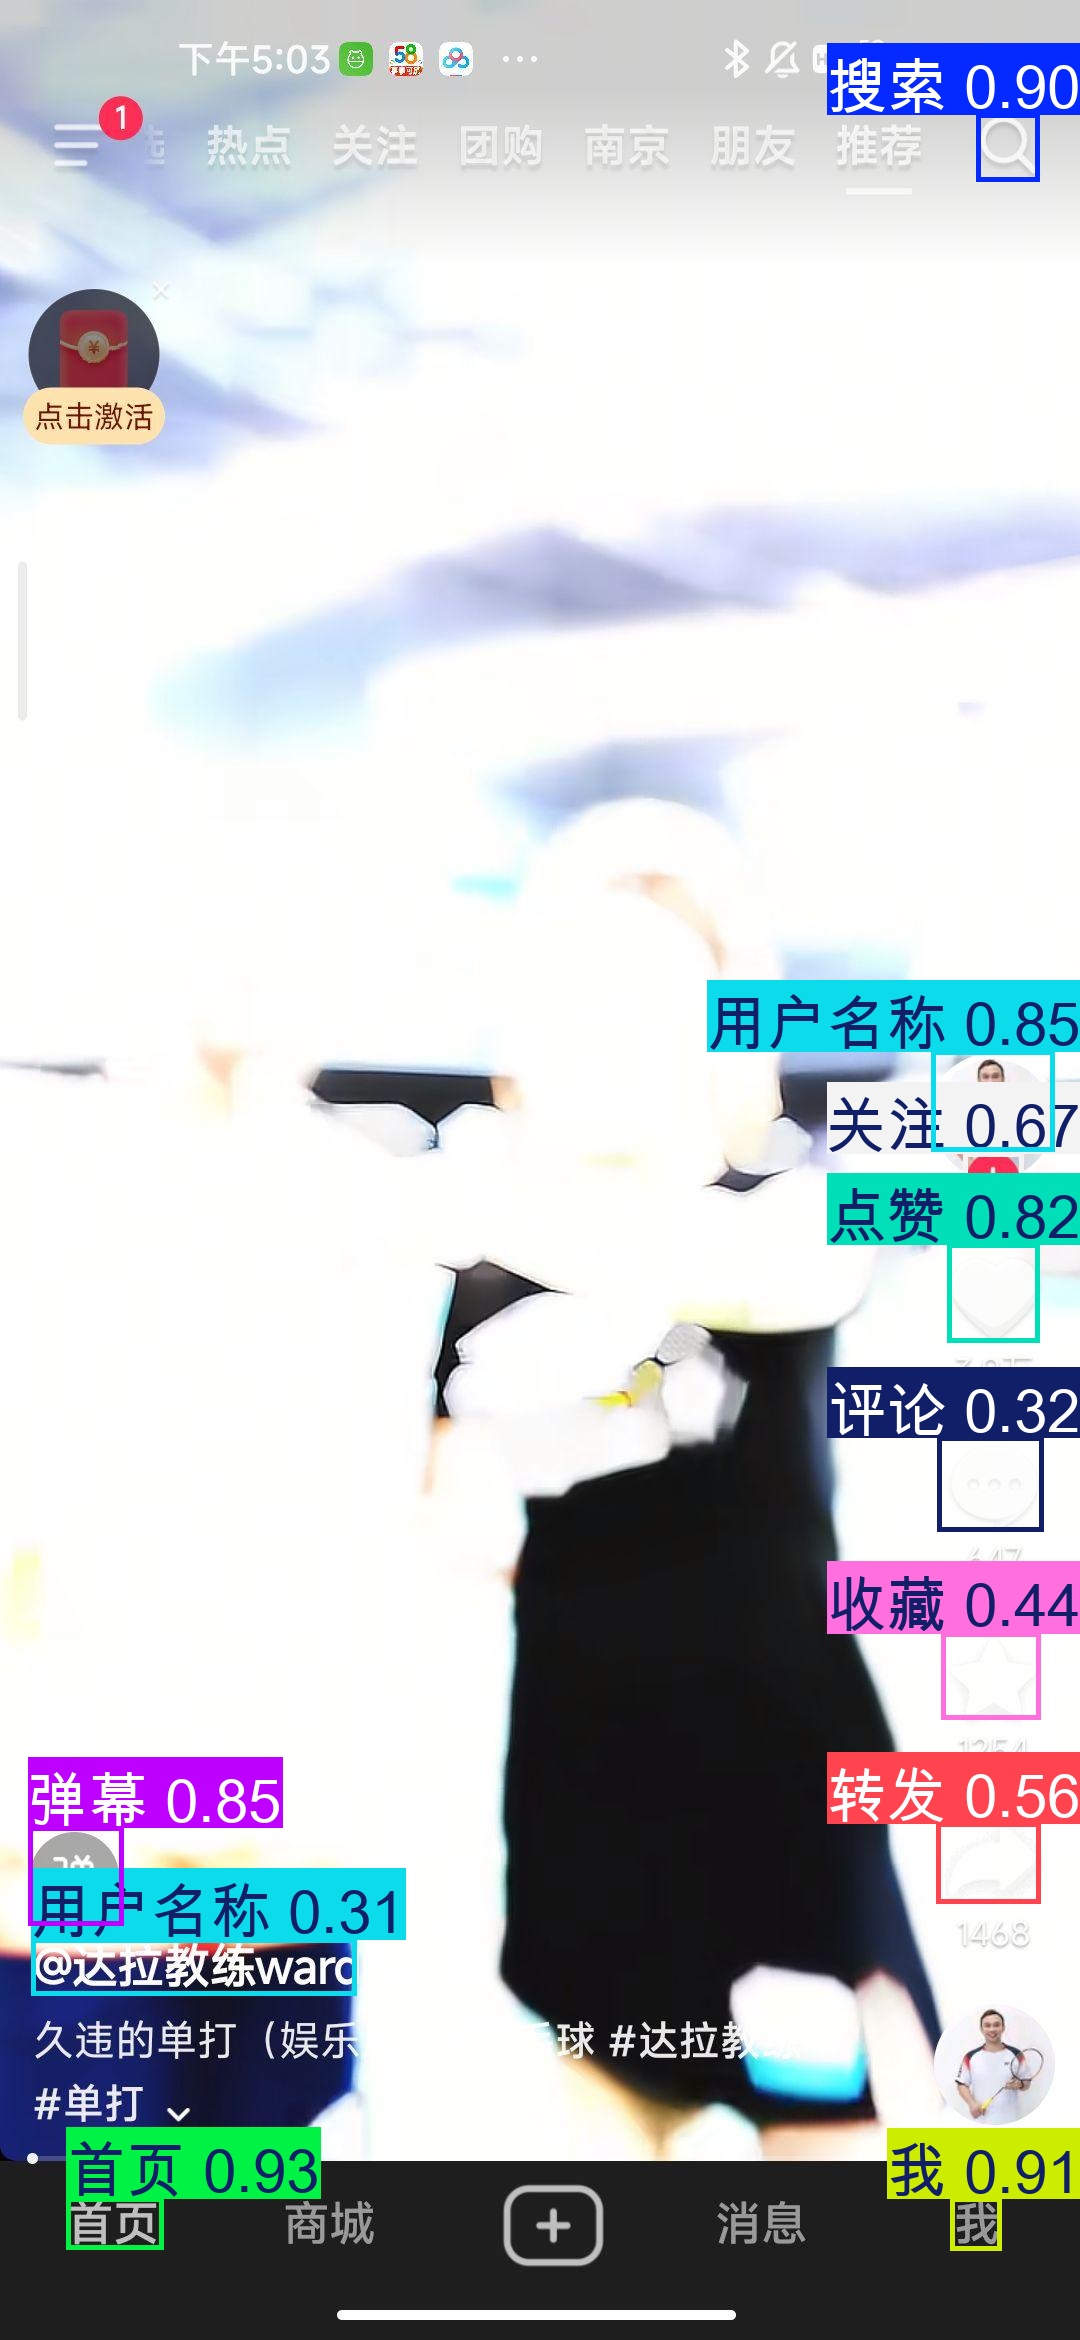 下午5:03
58
搜索 0.90
1
热点 关注 团购 南京 朋友 推荐
点击激活
用户名称 0.85
关注 0.67
点赞 0.82
评论 0.32
647
收藏 0.44
1254
转发 0.56
1468
弹幕 0.85
用户名称 0.31
@达拉教练ward
久违的单打（娱乐 球 #达拉教练
#单打
首页 0.93
我 0.91
首页 商城 消息 我